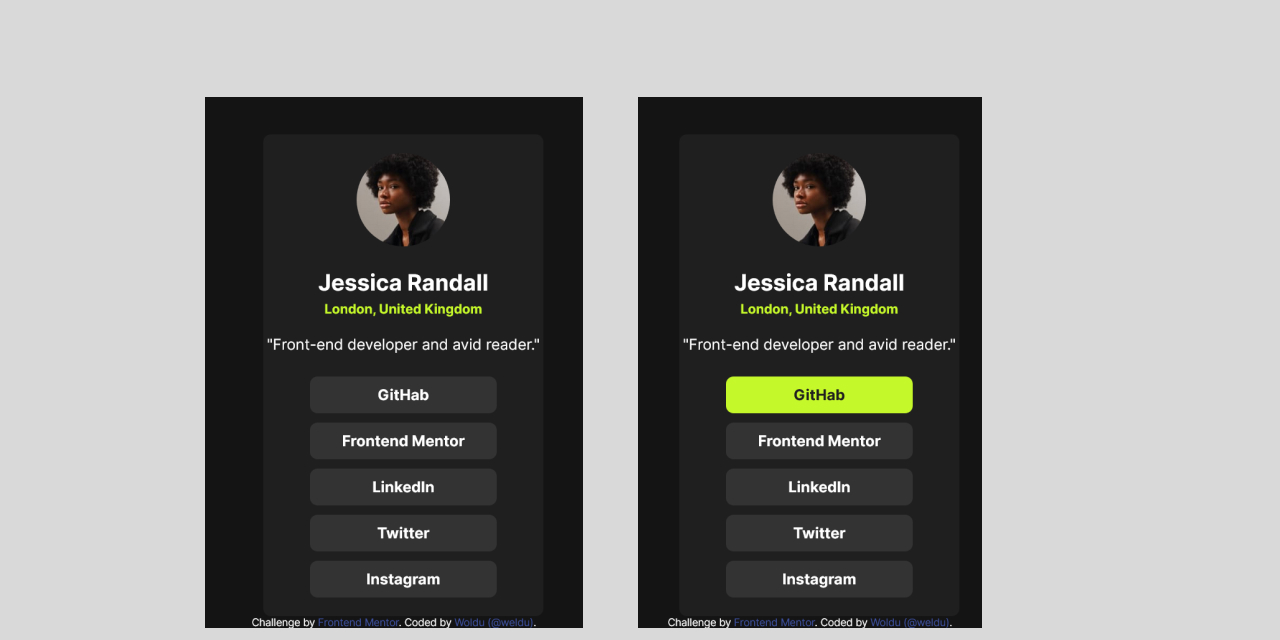 Jessica Randall
London, United Kingdom
"Front-end developer and avid reader."
GitHab
Frontend Mentor
LinkedIn
Twitter
Instagram
Challenge by Frontend Mentor. Coded by Woldu (@weldu).
Jessica Randall
London, United Kingdom
"Front-end developer and avid reader."
GitHab
Frontend Mentor
LinkedIn
Twitter
Instagram
Challenge by Frontend Mentor. Coded by Woldu (@weldu).